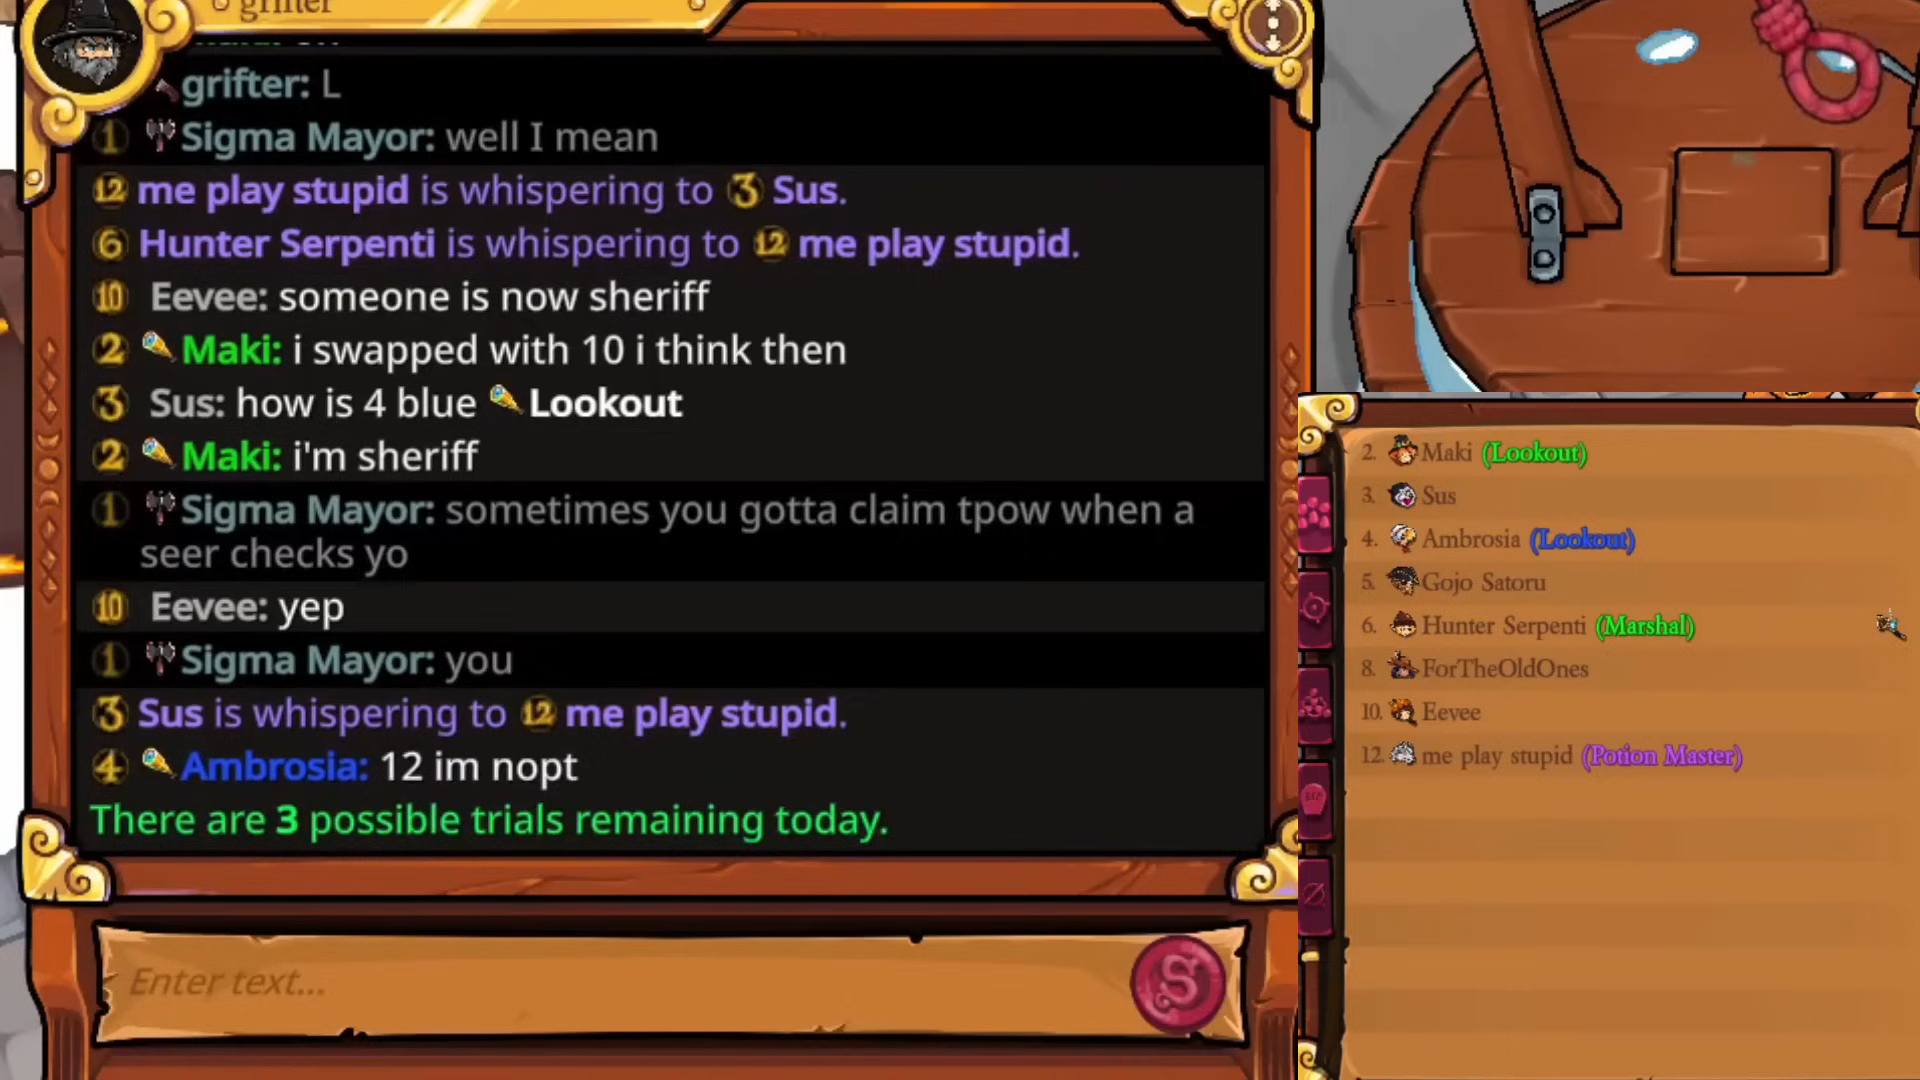 grifter
grifter: L
1 Sigma Mayor: well I mean
12 me play stupid is whispering to 3 Sus.
6 Hunter Serpenti is whispering to 12 me play stupid.
10 Eevee: someone is now sheriff
2 Maki: i swapped with 10 i think then
3 Sus: how is 4 blue Lookout
2 Maki: i'm sheriff
1 Sigma Mayor: sometimes you gotta claim tpow when a
seer checks yo
10 Eevee: yep
1 Sigma Mayor: you
3 Sus is whispering to 12 me play stupid.
4 Ambrosia: 12 im nopt
There are 3 possible trials remaining today.
Enter text...
S
2. Maki (Lookout)
3. Sus
4. Ambrosia (Lookout)
5. Gojo Satoru
6. Hunter Serpenti (Marshal)
8. ForTheOldOnes
10. Eevee
12. me play stupid (Potion Master)